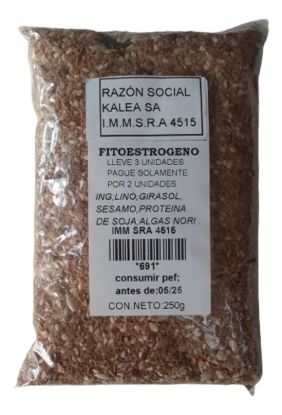 RAZÓN SOCIAL
KALEA SA
I.M.M.S.R.A 4515
FITOESTROGENO
LLEVE 3 UNIDADES
PAGUE SOLAMENTE
POR 2 UNIDADES
ING;LINO,GIRASOL,
SESAMO,PROTEINA
DE SOJA,ALGAS NORI .
IMM SRA 4515
"691"
consumir pef;
antes de:05/25
CON.NETO:250g